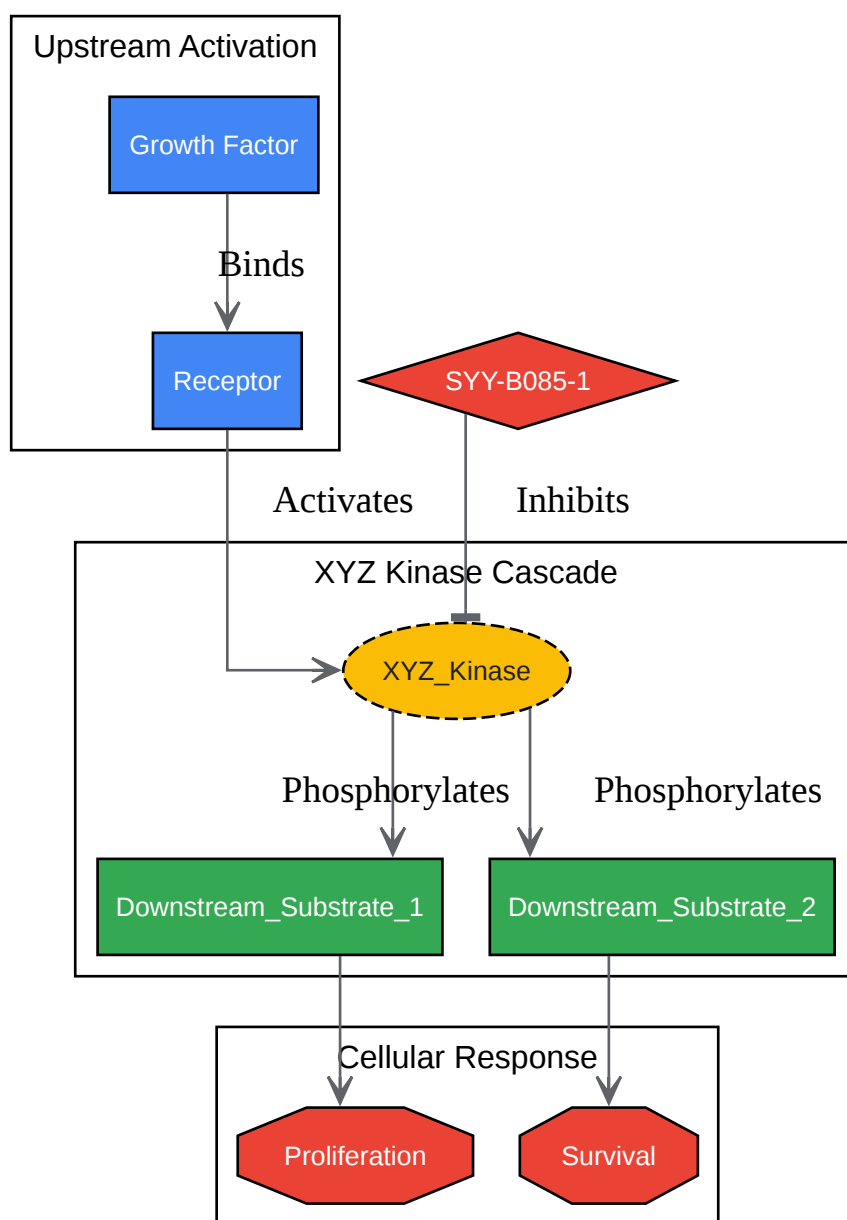 Upstream Activation
Growth Factor
Binds
Receptor
SYY-B085-1
Activates
Inhibits
XYZ Kinase Cascade
XYZ_Kinase
Phosphorylates
Phosphorylates
Downstream_Substrate_1
Downstream_Substrate_2
Cellular Response
Proliferation
Survival